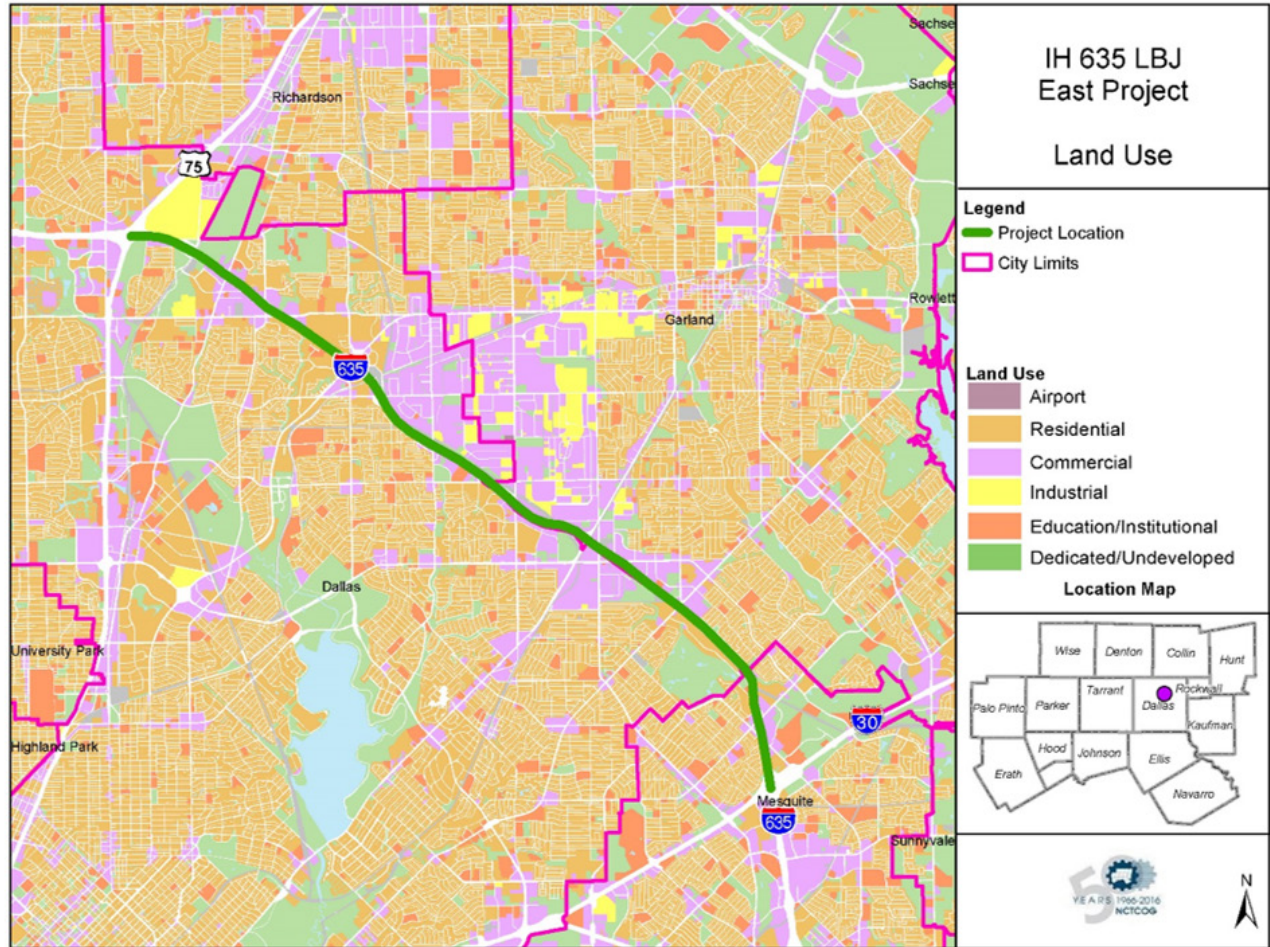 Sachse
Richardson
Sachse
75
Rowlett
Garland
635
Dallas
University Park
30
Highland Park
Mesquite
635
Sunnyvale
IH 635 LBJ
East Project
Land Use
Legend
Project Location
City Limits
Land Use
Airport
Residential
Commercial
Industrial
Education/Institutional
Dedicated/Undeveloped
Location Map
Wise
Denton
Collin
Hunt
Palo Pinto
Parker
Tarrant
Dallas
Rockwall
Kaufman
Hood
Johnson
Ellis
Erath
Navarro
YEARS 1966-2016
NCTCOG
N